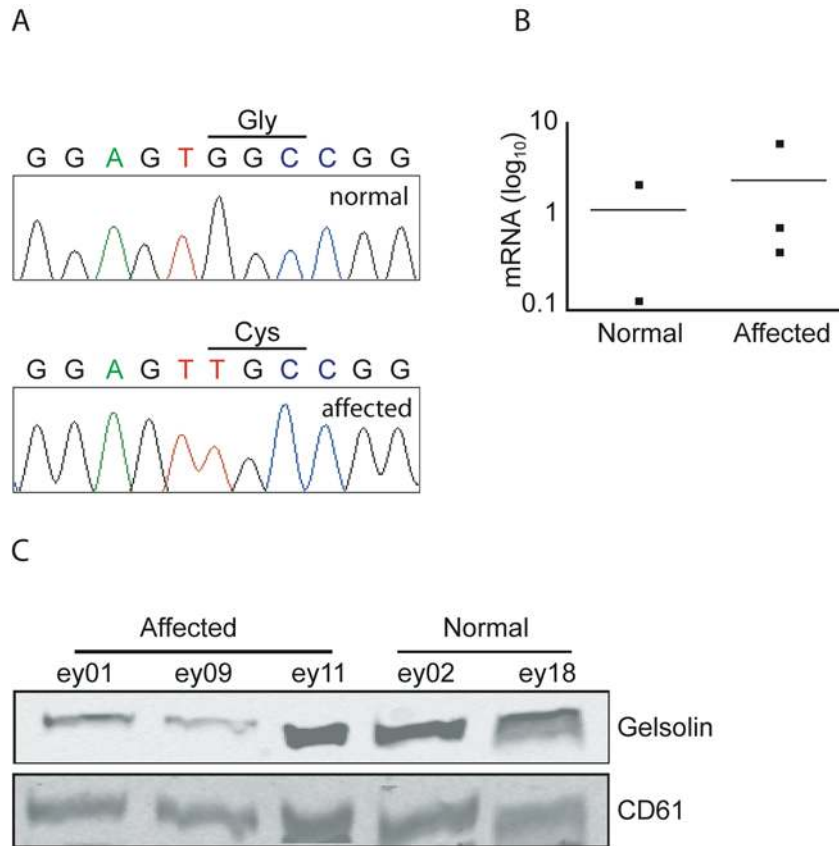 A
Gly
G G A G T G G C C G G
normal
Cys
G G A G T T G C C G G
affected
B
10
1
0.1
mRNA (log10)
Normal Affected
C
Affected Normal
ey01 ey09 ey11 ey02 ey18
Gelsolin
CD61